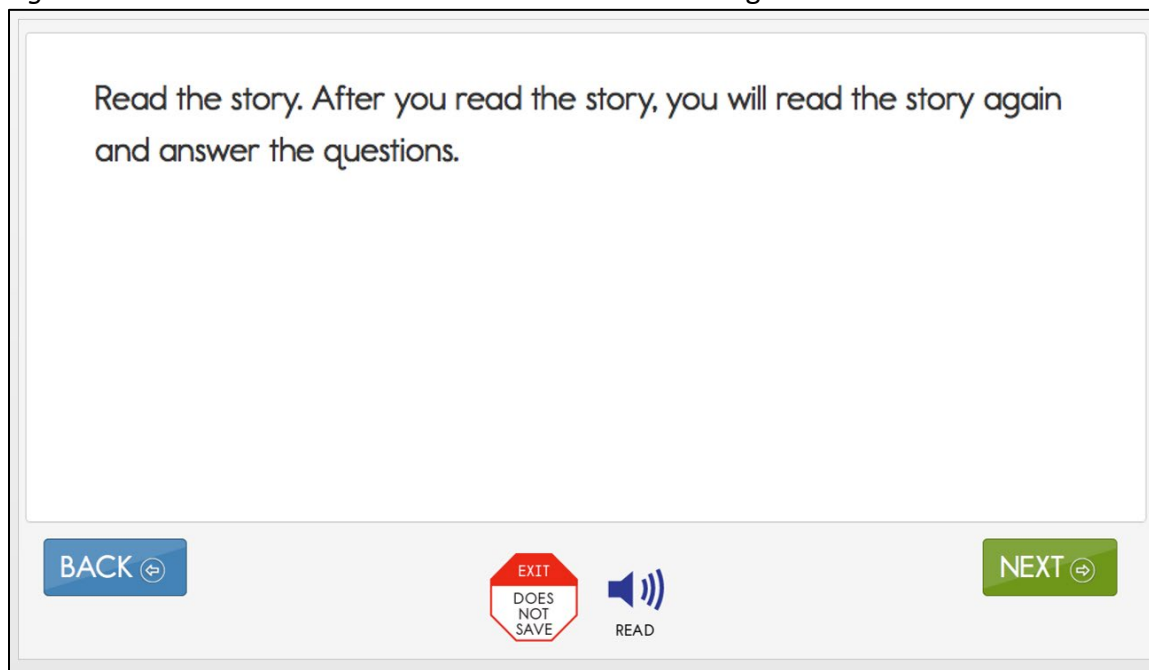 Read the story. After you read the story, you will read the story again
and answer the questions.
BACK
EXIT
DOES
NOT
SAVE
READ
NEXT